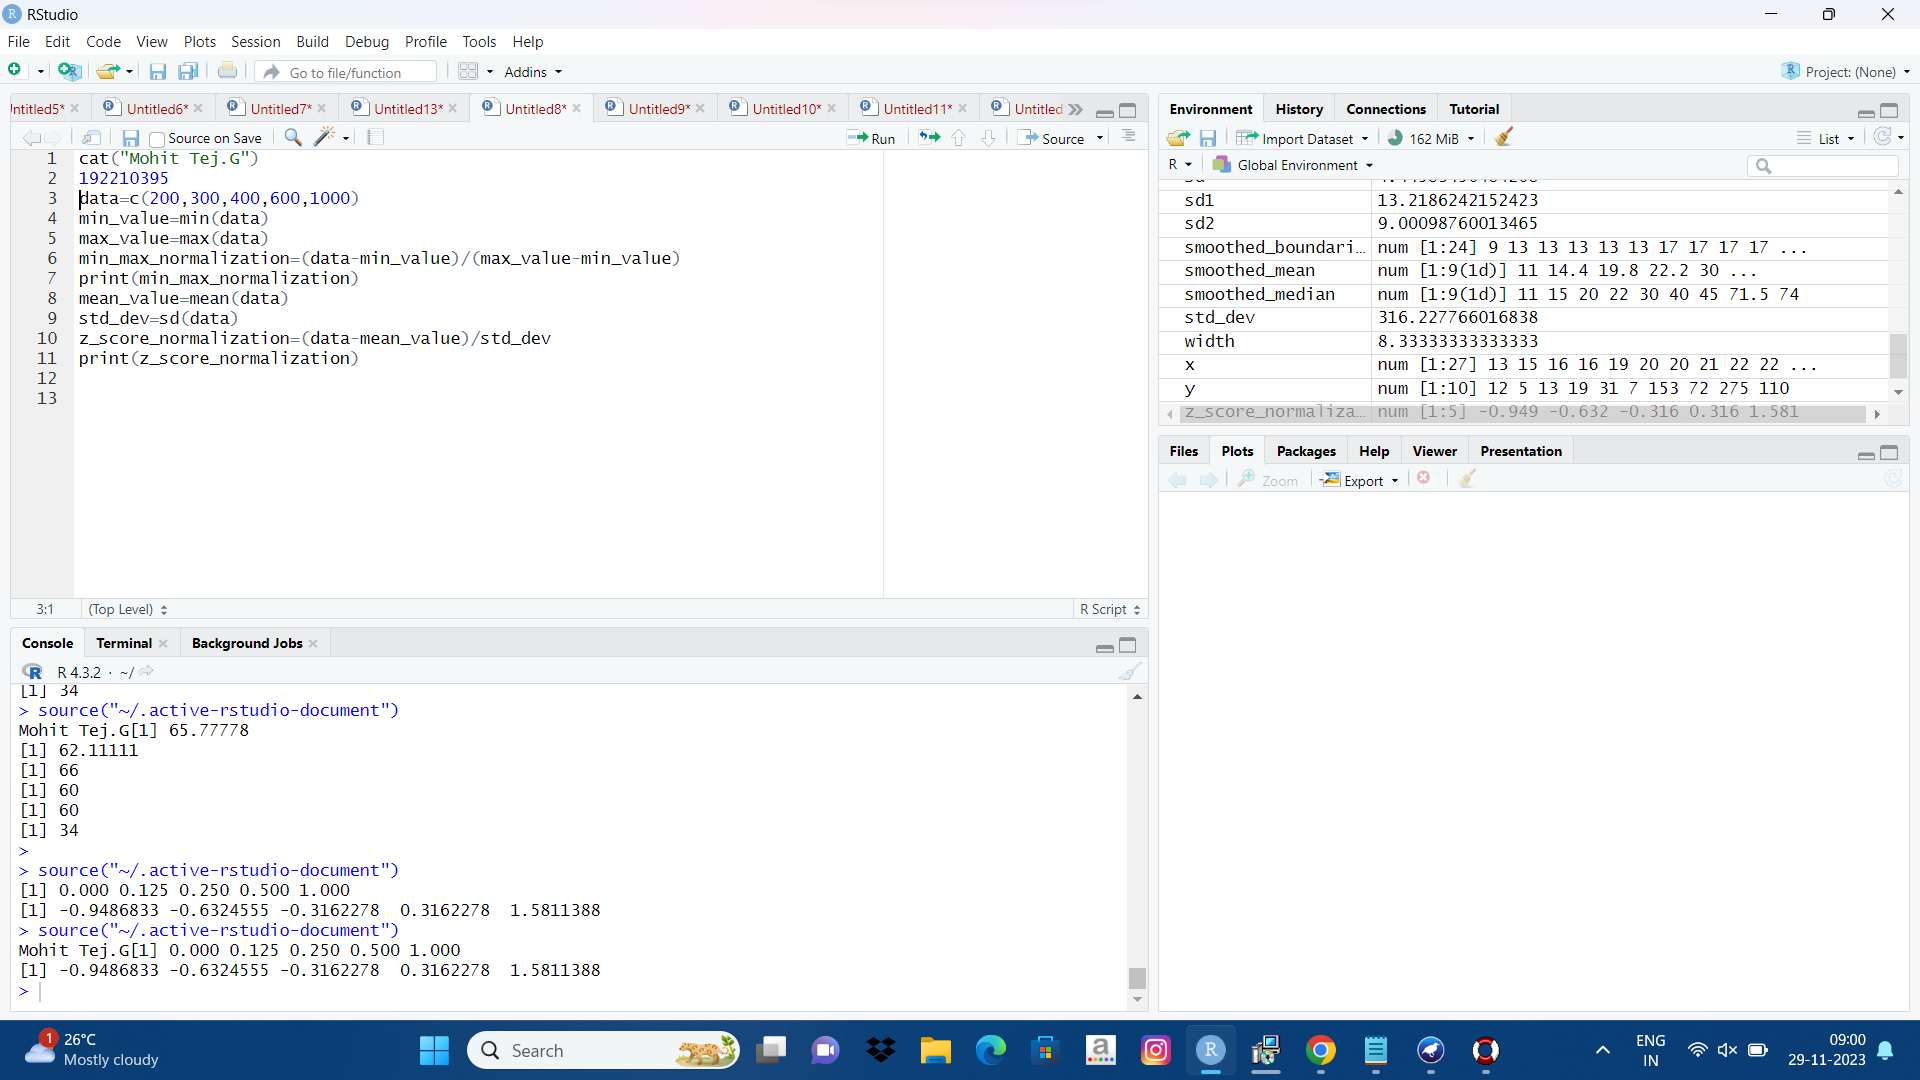 RStudio
File Edit Code View Plots Session Build Debug Profile Tools Help
Go to file/function Addins Project: (None)
ntitled5* Untitled6* Untitled7* Untitled13* Untitled8* Untitled9* Untitled10* Untitled11* Untitled
Source on Save Run Source
1 cat("Mohit Tej.G")
2 192210395
3 data=c(200,300,400,600,1000)
4 min_value=min(data)
5 max_value=max(data)
6 min_max_normalization=(data-min_value)/(max_value-min_value)
7 print(min_max_normalization)
8 mean_value=mean(data)
9 std_dev=sd(data)
10 z_score_normalization=(data-mean_value)/std_dev
11 print(z_score_normalization)
12
13
3:1 (Top Level) R Script
Console Terminal Background Jobs
R 4.3.2 · ~/
[1] 34
> source("~/.active-rstudio-document")
Mohit Tej.G[1] 65.77778
[1] 62.11111
[1] 66
[1] 60
[1] 60
[1] 34
>
> source("~/.active-rstudio-document")
[1] 0.000 0.125 0.250 0.500 1.000
[1] -0.9486833 -0.6324555 -0.3162278 0.3162278 1.5811388
> source("~/.active-rstudio-document")
Mohit Tej.G[1] 0.000 0.125 0.250 0.500 1.000
[1] -0.9486833 -0.6324555 -0.3162278 0.3162278 1.5811388
>
Environment History Connections Tutorial
Import Dataset 162 MiB List
R Global Environment
sd1 13.2186242152423
sd2 9.00098760013465
smoothed_boundari… num [1:24] 9 13 13 13 13 13 17 17 17 17 ...
smoothed_mean num [1:9(1d)] 11 14.4 19.8 22.2 30 ...
smoothed_median num [1:9(1d)] 11 15 20 22 30 40 45 71.5 74
std_dev 316.227766016838
width 8.33333333333333
x num [1:27] 13 15 16 16 19 20 20 21 22 22 ...
y num [1:10] 12 5 13 19 31 7 153 72 275 110
z_score_normaliza… num [1:5] -0.949 -0.632 -0.316 0.316 1.581
Files Plots Packages Help Viewer Presentation
Zoom Export
1 26°C
Mostly cloudy
Search
ENG
IN
09:00
29-11-2023